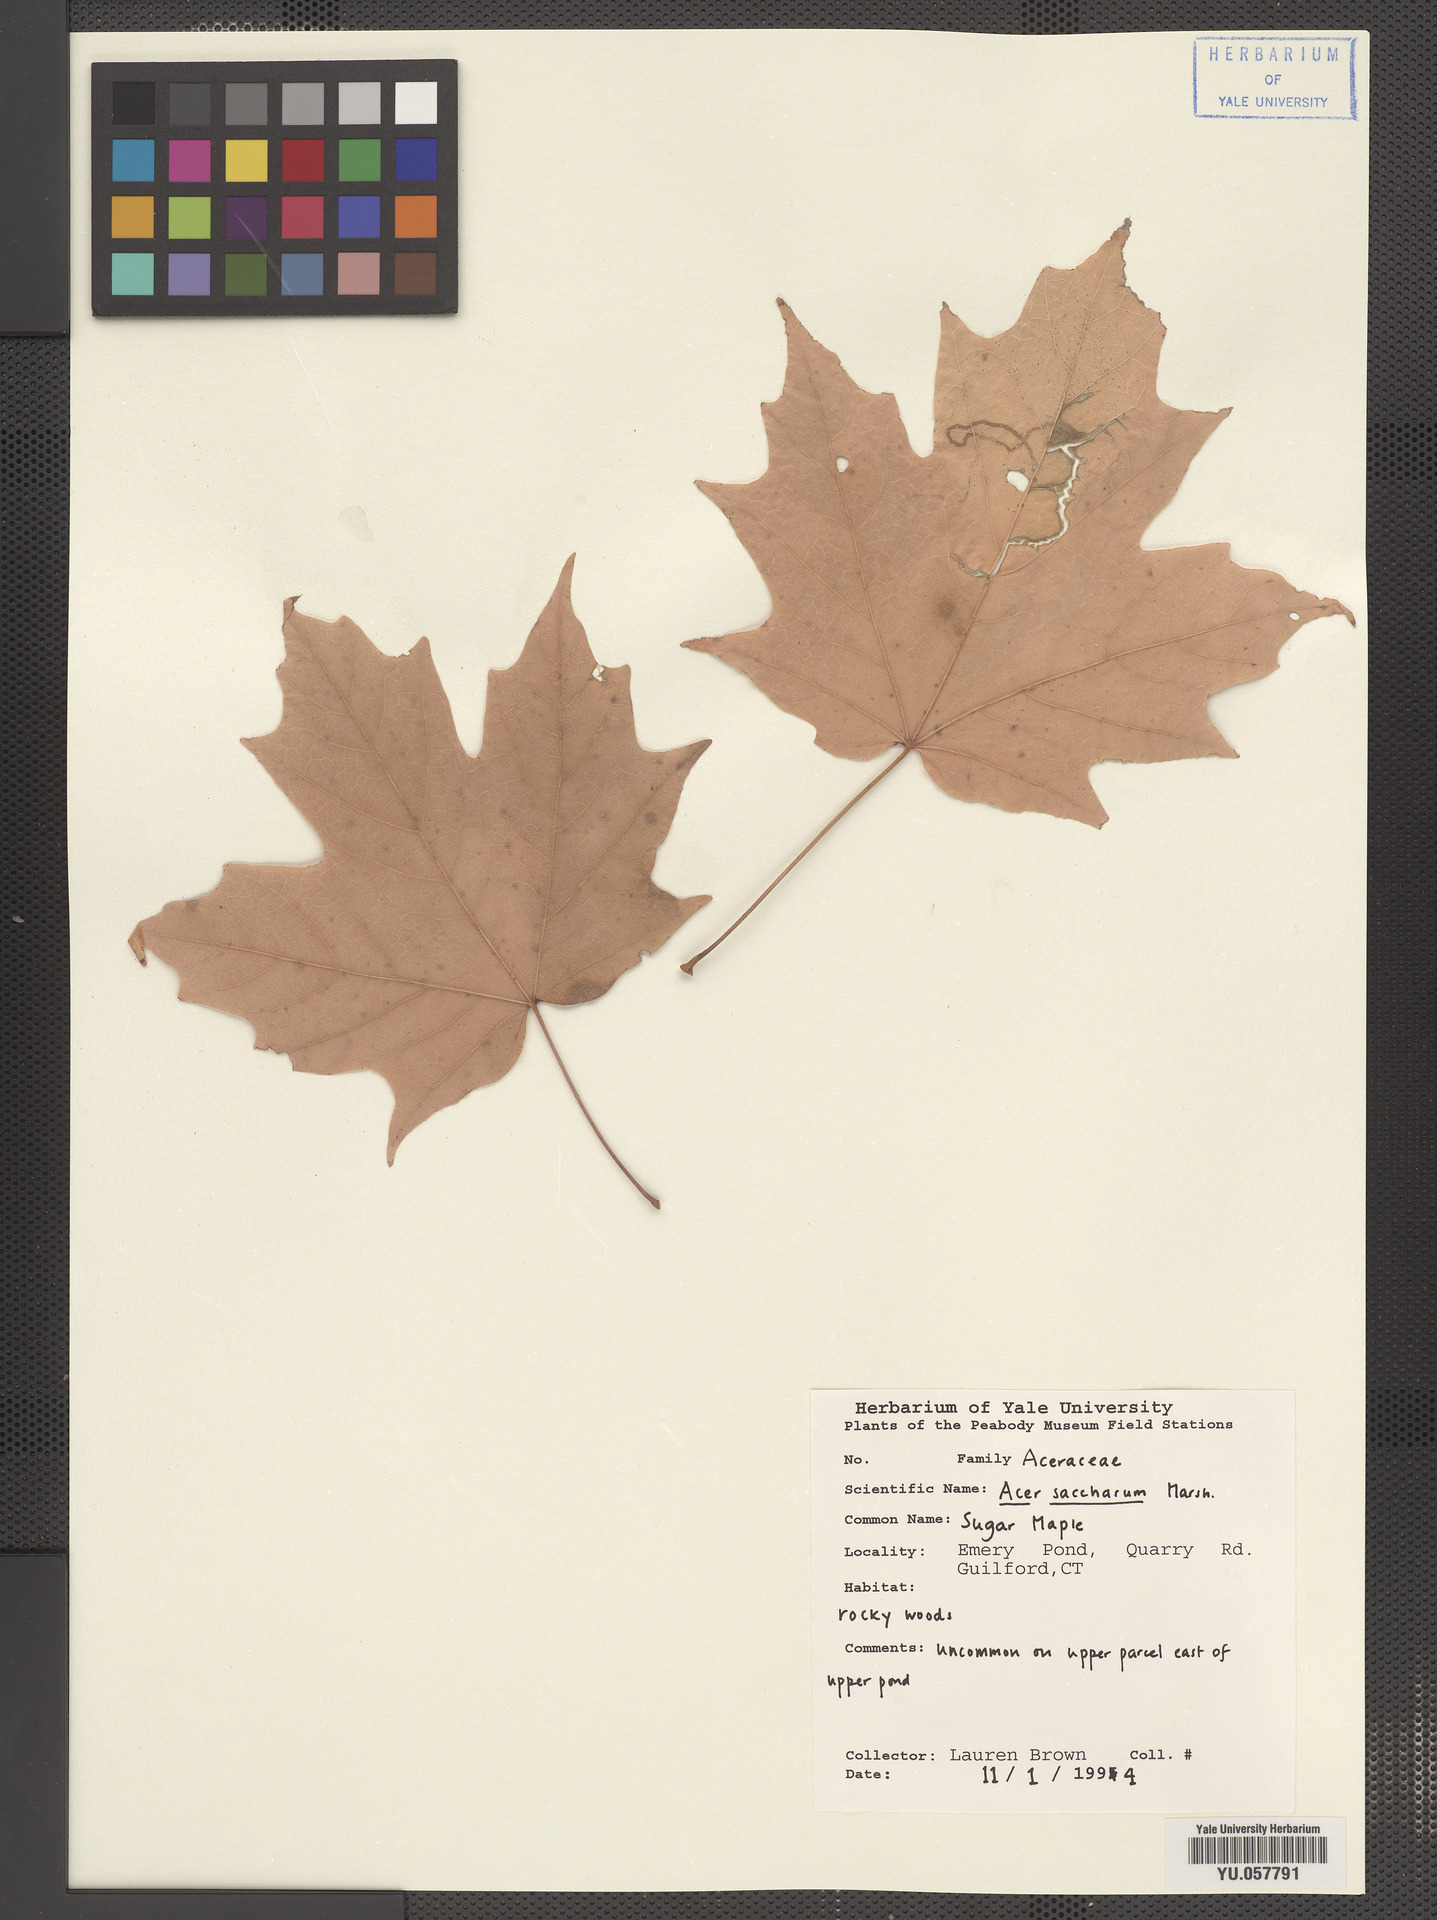 HERBARIUM
OF
YALE UNIVERSITY
Herbarium of Yale University
Plants of the Peabody Museum Field Stations
No. Family Aceraceae
Scientific Name: Acer saccharum Marsh.
Common Name: Sugar Maple
Locality: Emery Pond, Quarry Rd.
Guilford,CT
Habitat:
rocky woods
Comments: uncommon on upper parcel east of
upper pond
Collector: Lauren Brown Coll. #
Date: 11/1/1994
Yale University Herbarium
YU.057791